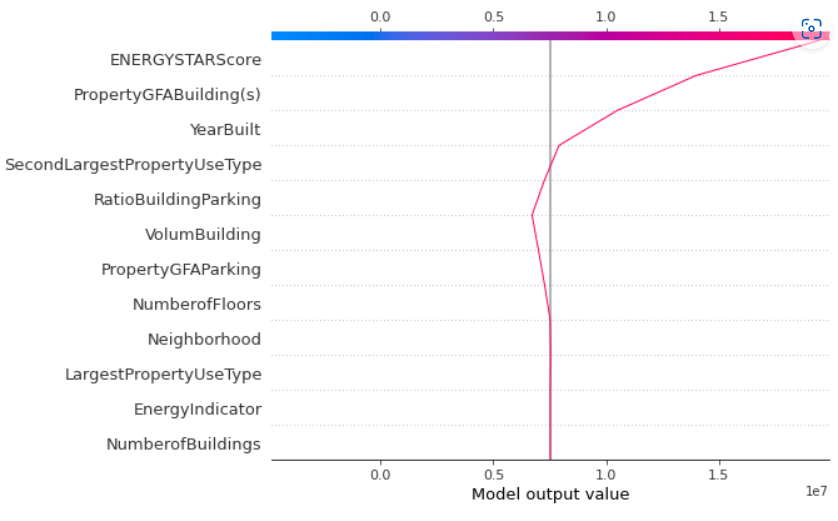 0.0 0.5 1.0 1.5
ENERGYSTARScore
PropertyGFABuilding(s)
YearBuilt
SecondLargestPropertyUseType
RatioBuildingParking
VolumBuilding
PropertyGFAParking
NumberofFloors
Neighborhood
LargestPropertyUseType
EnergyIndicator
NumberofBuildings
0.0 0.5 1.0 1.5
1e7
Model output value